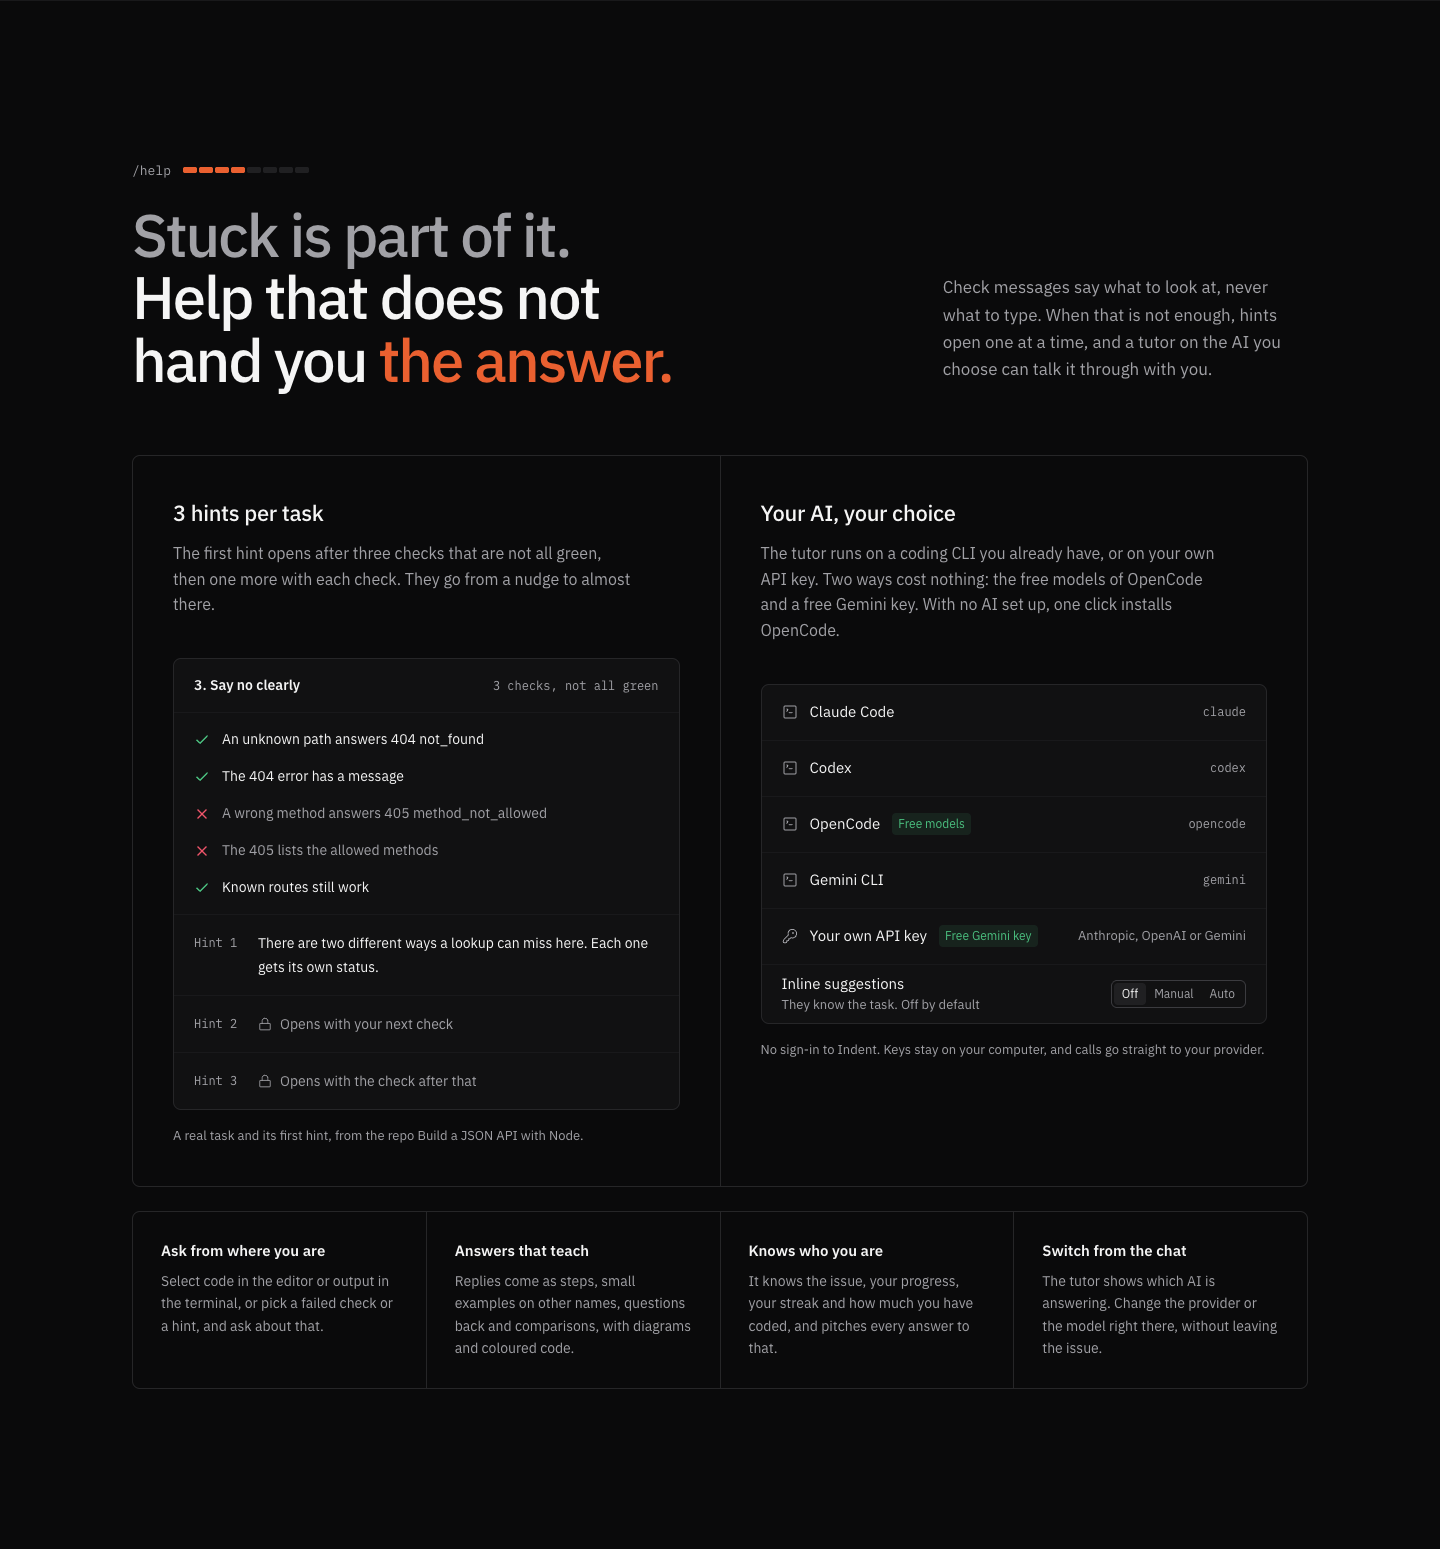 /help
Stuck is part of it.
Help that does not
hand you the answer.
Check messages say what to look at, never
what to type. When that is not enough, hints
open one at a time, and a tutor on the AI you
choose can talk it through with you.
3 hints per task
The first hint opens after three checks that are not all green,
then one more with each check. They go from a nudge to almost
there.
3. Say no clearly
3 checks, not all green
An unknown path answers 404 not_found
The 404 error has a message
A wrong method answers 405 method_not_allowed
The 405 lists the allowed methods
Known routes still work
Hint 1
There are two different ways a lookup can miss here. Each one
gets its own status.
Hint 2
Opens with your next check
Hint 3
Opens with the check after that
A real task and its first hint, from the repo Build a JSON API with Node.
Your AI, your choice
The tutor runs on a coding CLI you already have, or on your own
API key. Two ways cost nothing: the free models of OpenCode
and a free Gemini key. With no AI set up, one click installs
OpenCode.
Claude Code
claude
Codex
codex
OpenCode
Free models
opencode
Gemini CLI
gemini
Your own API key
Free Gemini key
Anthropic, OpenAI or Gemini
Inline suggestions
They know the task. Off by default
Off
Manual
Auto
No sign-in to Indent. Keys stay on your computer, and calls go straight to your provider.
Ask from where you are
Select code in the editor or output in
the terminal, or pick a failed check or
a hint, and ask about that.
Answers that teach
Replies come as steps, small
examples on other names, questions
back and comparisons, with diagrams
and coloured code.
Knows who you are
It knows the issue, your progress,
your streak and how much you have
coded, and pitches every answer to
that.
Switch from the chat
The tutor shows which AI is
answering. Change the provider or
the model right there, without leaving
the issue.